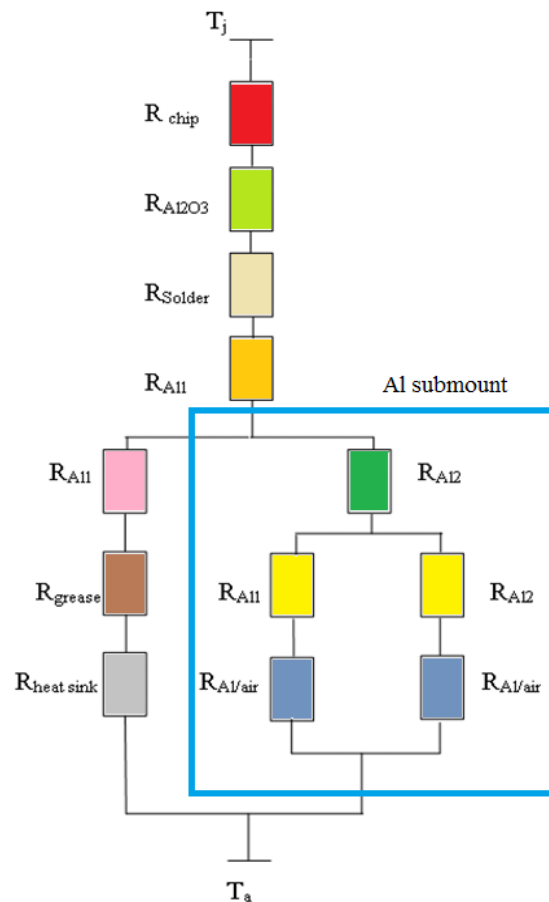 Tj
R chip
RAl2O3
RSolder
RAl1
Al submount
RAl1
RAl2
Rgrease
RAl1
RAl2
Rheat sink
RAl/air
RAl/air
Ta